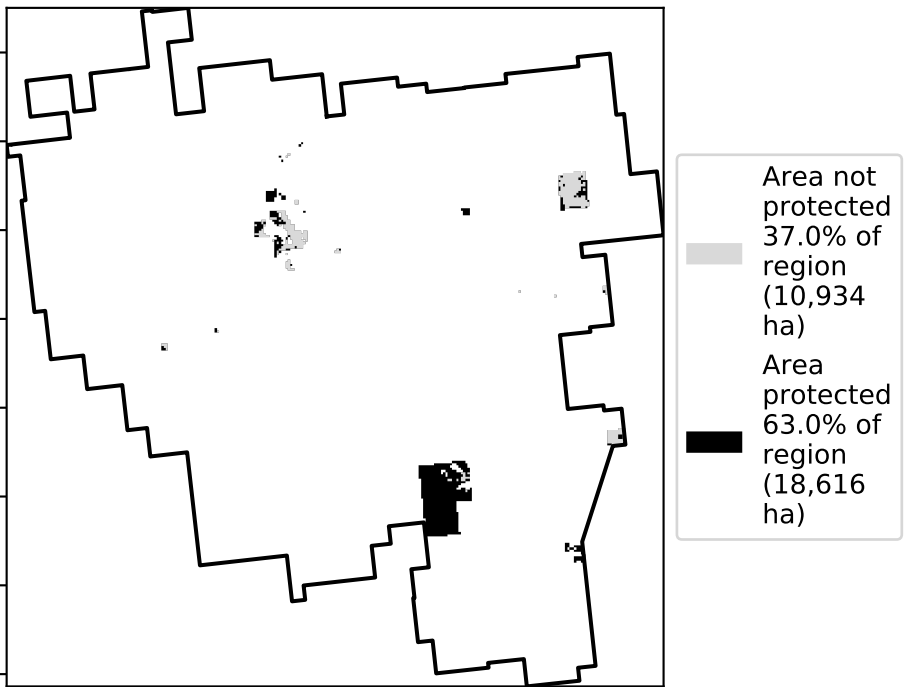 Area not
protected
37.0% of
region
(10,934
ha)
Area
protected
63.0% of
region
(18,616
ha)